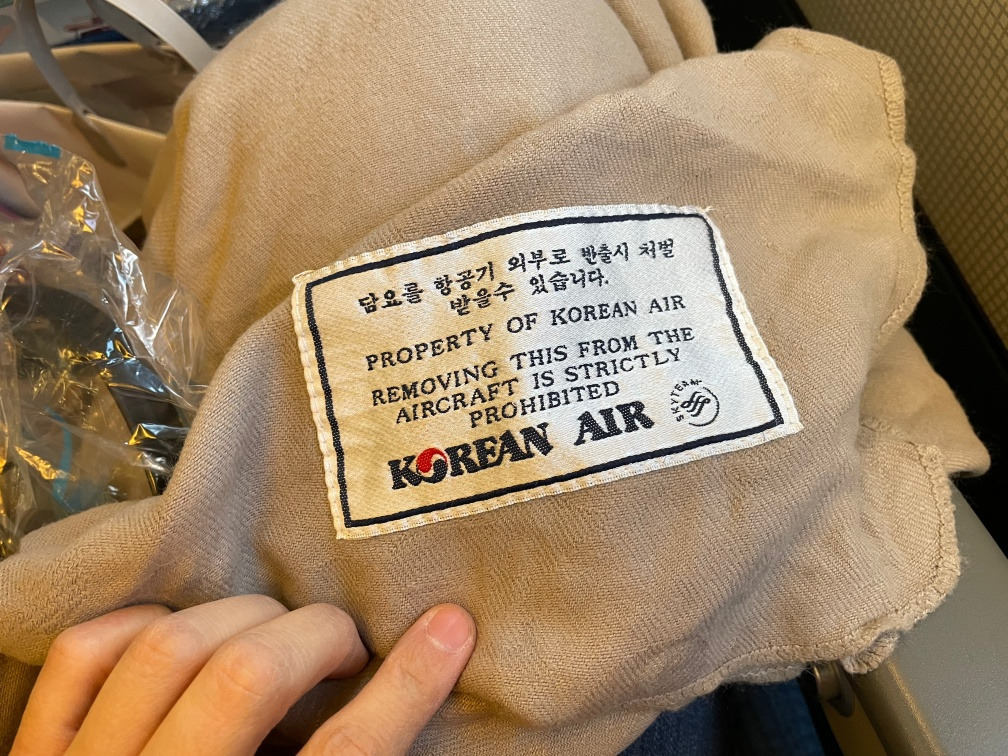 담요를 항공기 외부로 반출시 처벌
받을수 있습니다.
PROPERTY OF KOREAN AIR
REMOVING THIS FROM THE
AIRCRAFT IS STRICTLY
PROHIBITED
KOREAN AIR
SKYTEAM